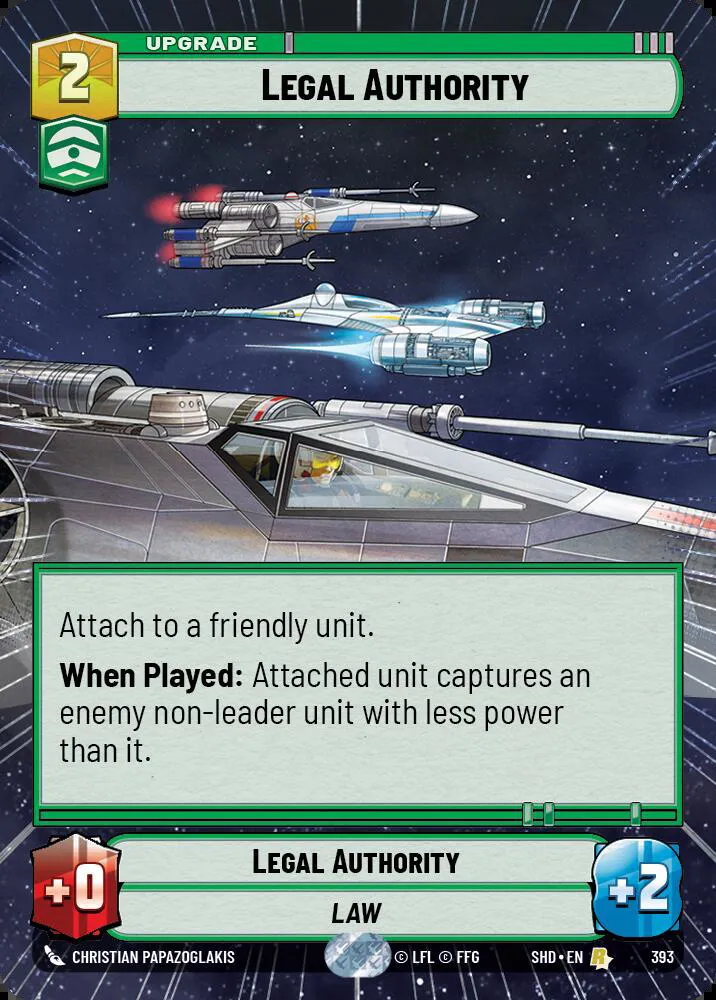 UPGRADE
2
LEGAL AUTHORITY
Attach to a friendly unit.
When Played: Attached unit captures an
enemy non-leader unit with less power
than it.
+0
LEGAL AUTHORITY
+2
LAW
CHRISTIAN PAPAZOGLAKIS
© LFL © FFG
SHD • EN
R
393